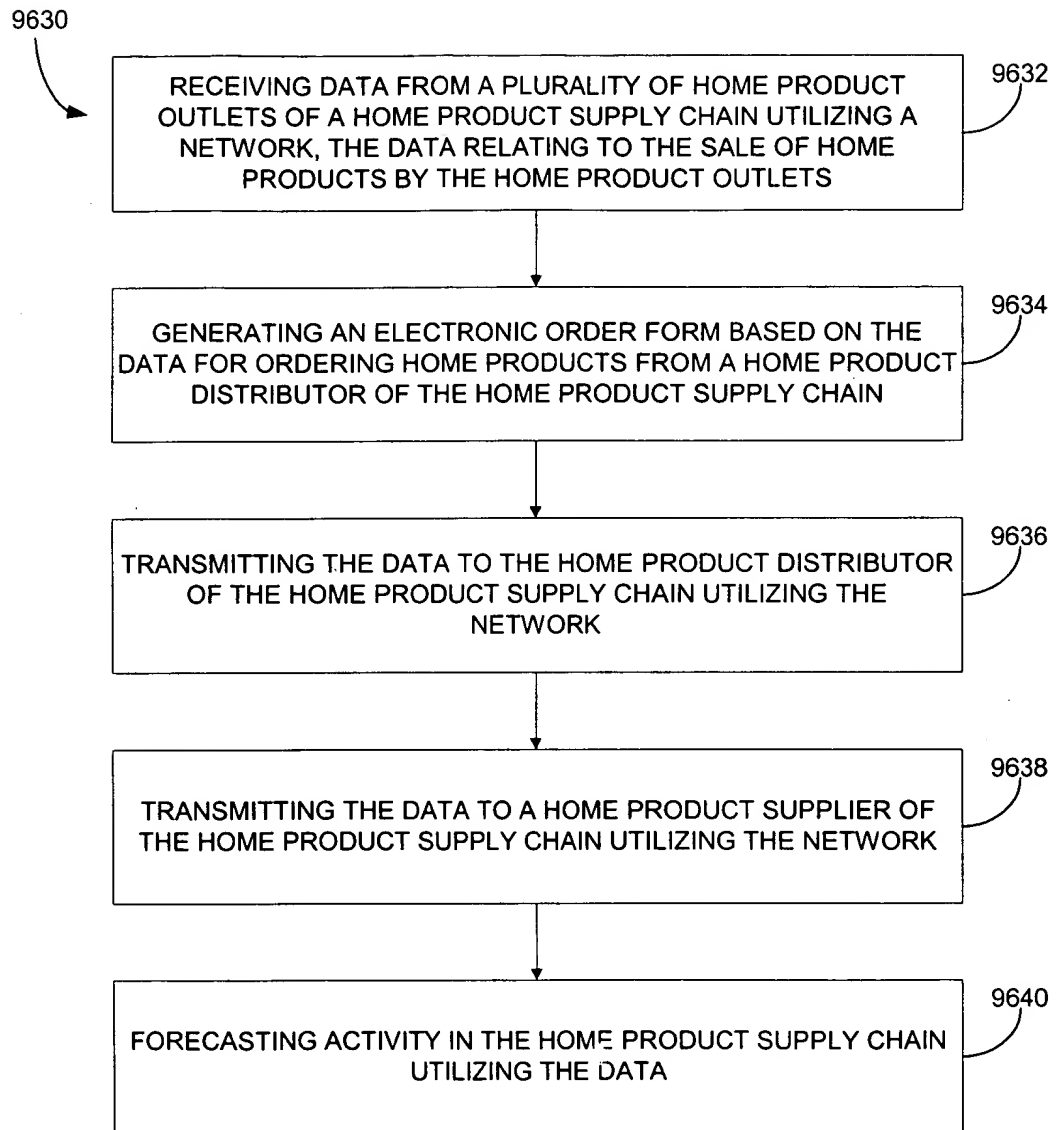 9630
RECEIVING DATA FROM A PLURALITY OF HOME PRODUCT
OUTLETS OF A HOME PRODUCT SUPPLY CHAIN UTILIZING A
NETWORK, THE DATA RELATING TO THE SALE OF HOME
PRODUCTS BY THE HOME PRODUCT OUTLETS
9632
GENERATING AN ELECTRONIC ORDER FORM BASED ON THE
DATA FOR ORDERING HOME PRODUCTS FROM A HOME PRODUCT
DISTRIBUTOR OF THE HOME PRODUCT SUPPLY CHAIN
9634
TRANSMITTING THE DATA TO THE HOME PRODUCT DISTRIBUTOR
OF THE HOME PRODUCT SUPPLY CHAIN UTILIZING THE
NETWORK
9636
TRANSMITTING THE DATA TO A HOME PRODUCT SUPPLIER OF
THE HOME PRODUCT SUPPLY CHAIN UTILIZING THE NETWORK
9638
FORECASTING ACTIVITY IN THE HOME PRODUCT SUPPLY CHAIN
UTILIZING THE DATA
9640